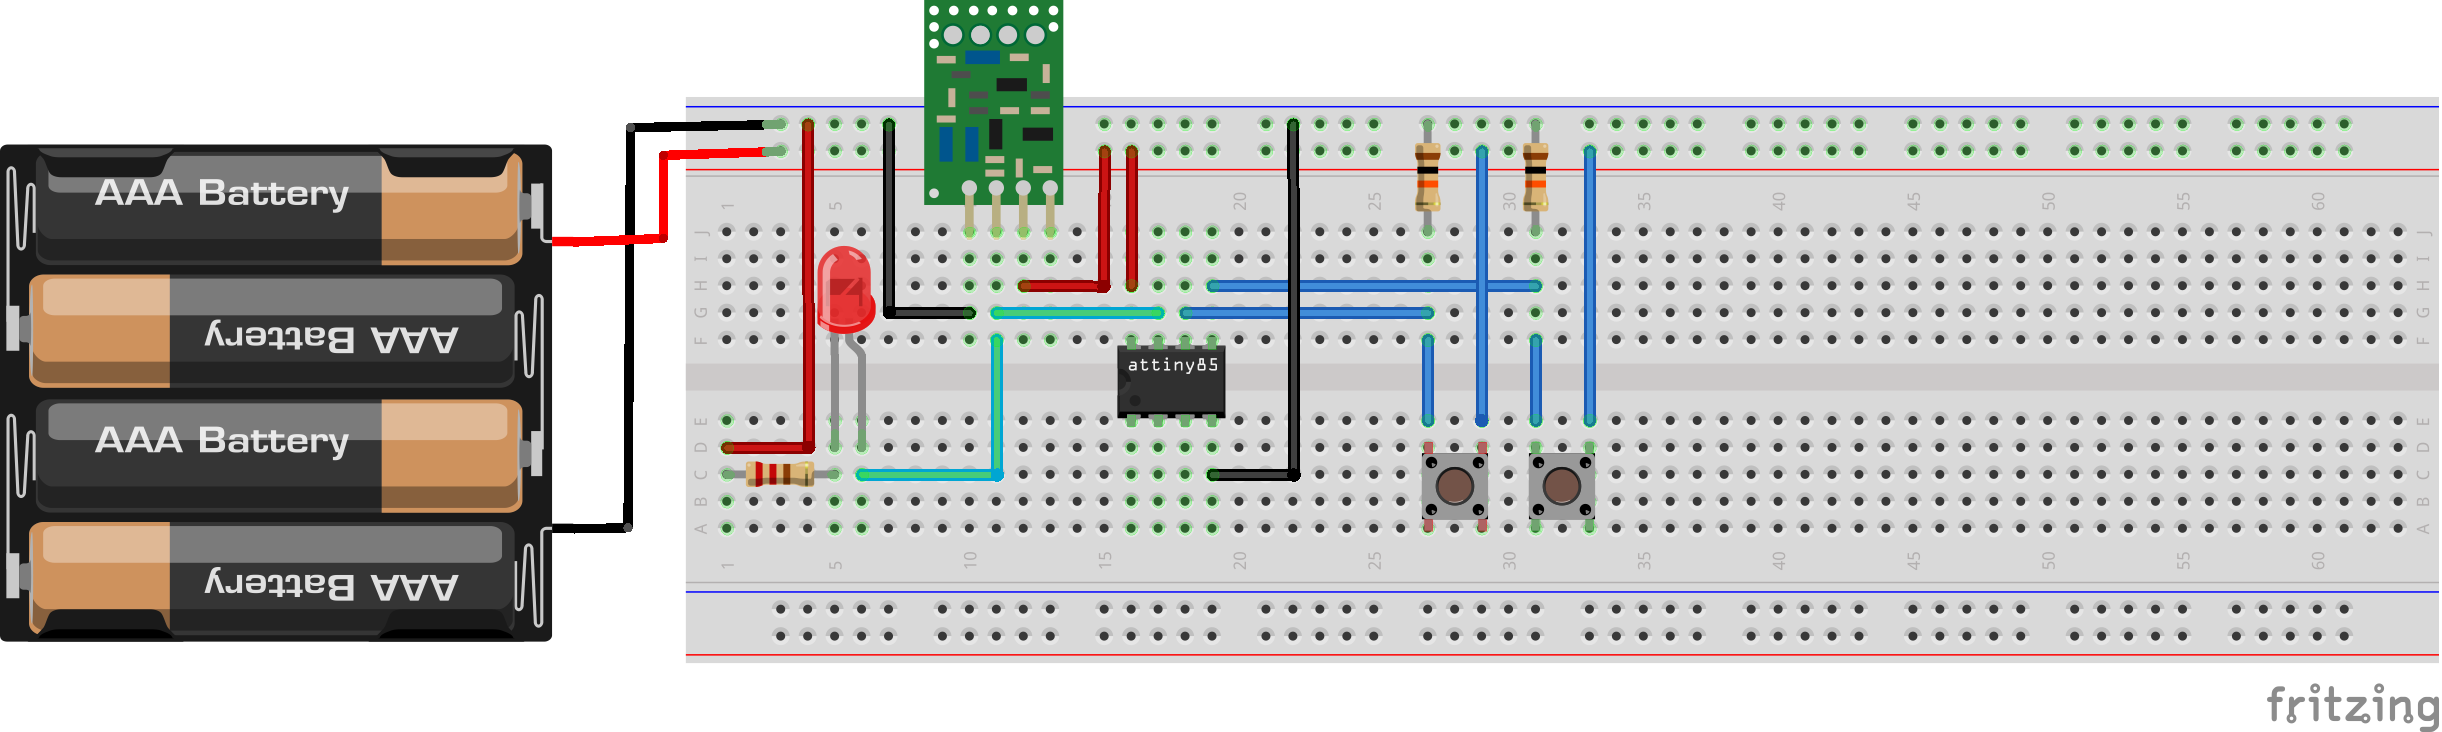 AAA Battery
AAA Battery
AAA Battery
AAA Battery
1 5 20 25 30 35 40 45 50 55 60
J J
I I
H H
G G
F F
attiny85
E E
D D
C C
B B
A A
1 5 10 15 20 25 30 35 40 45 50 55 60
fritzing